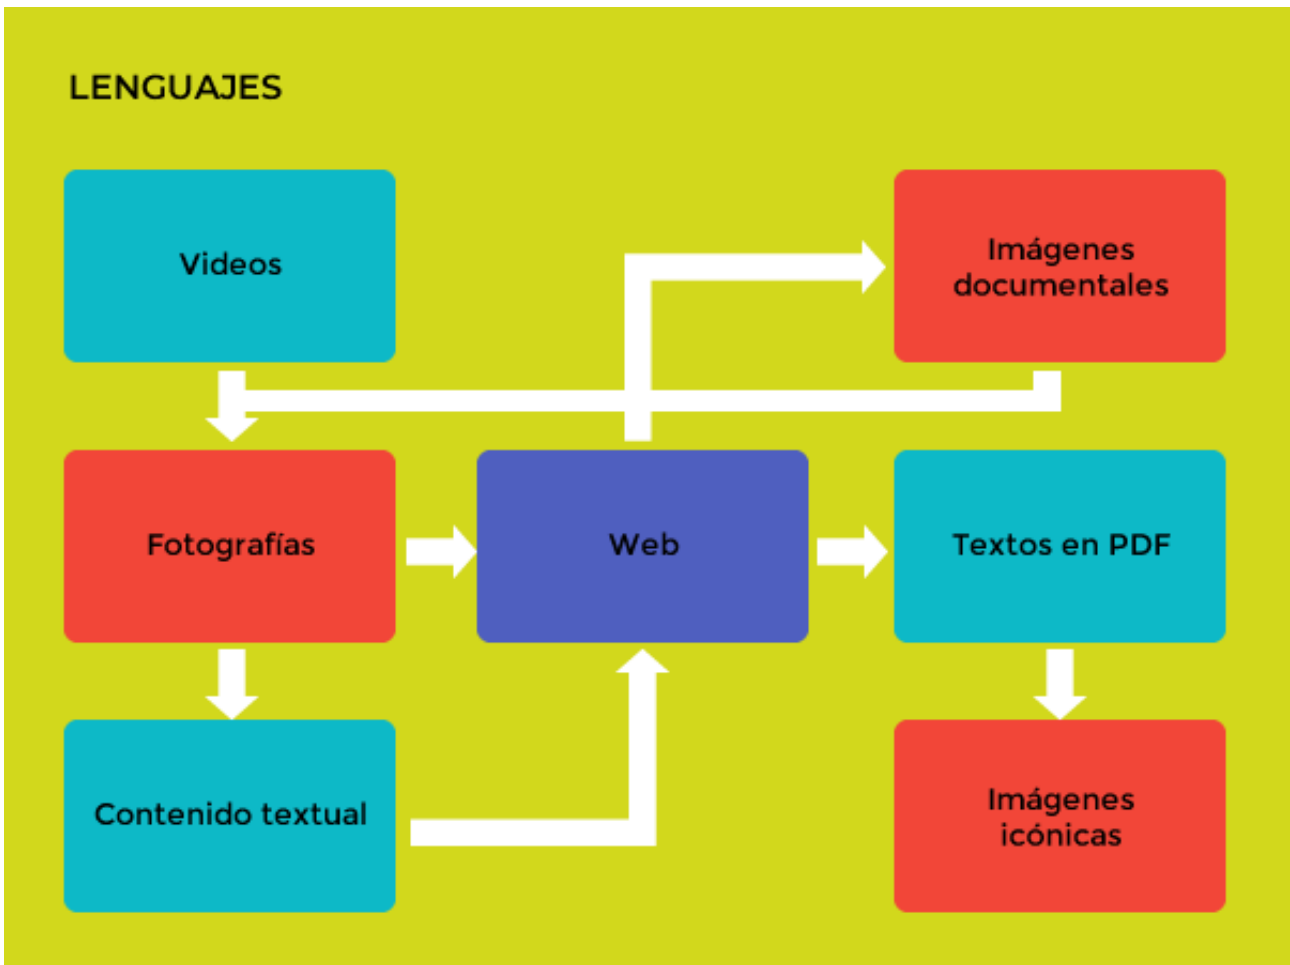 LENGUAJES
Videos
Imágenes
documentales
Fotografías
Web
Textos en PDF
Contenido textual
Imágenes
icónicas